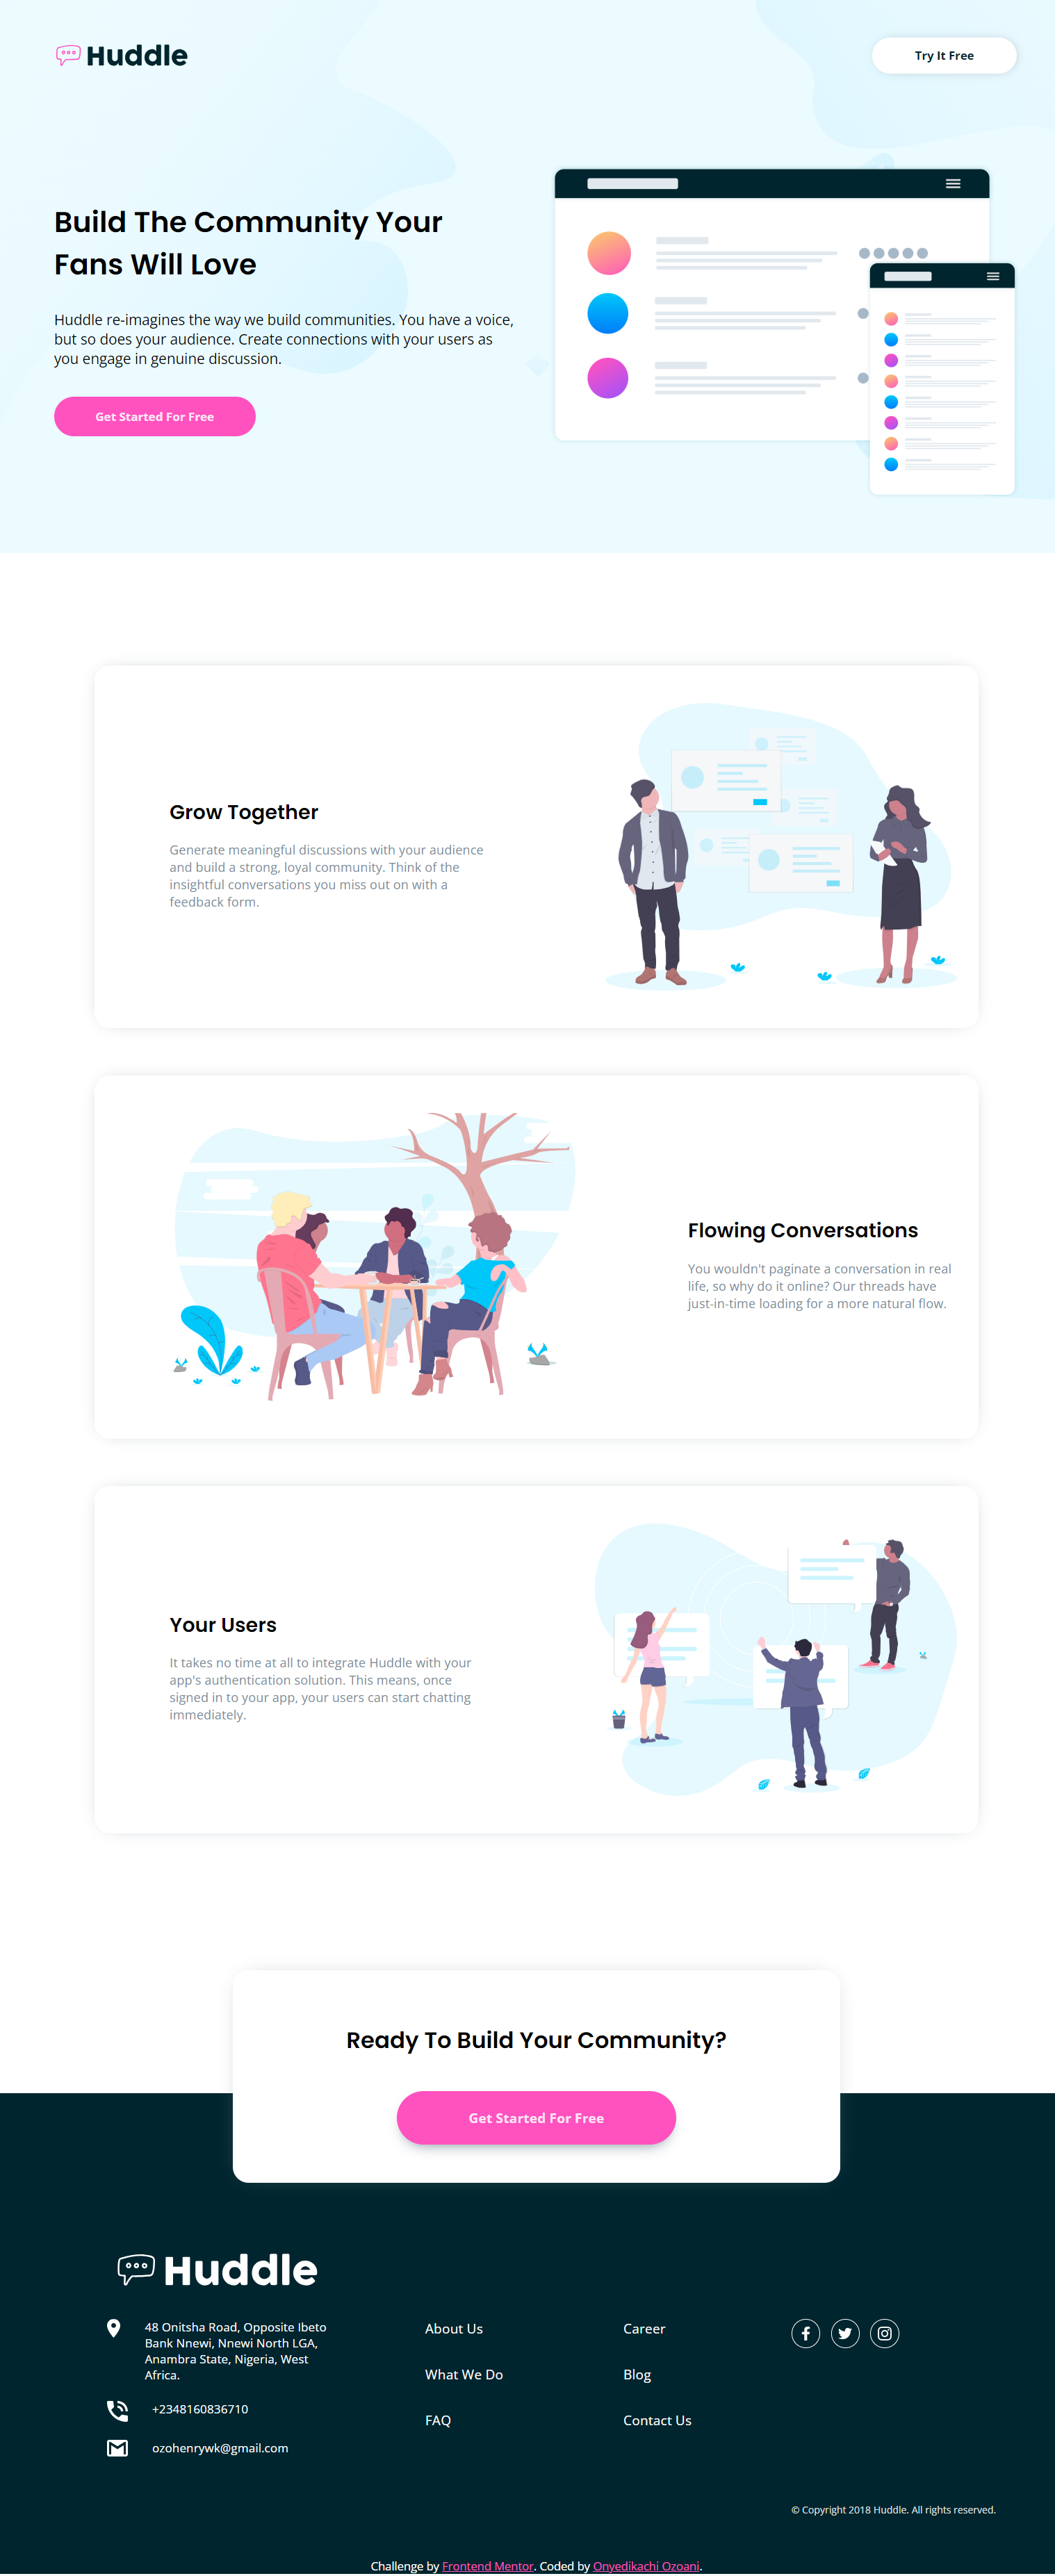 Huddle
Try It Free
Build The Community Your
Fans Will Love
Huddle re-imagines the way we build communities. You have a voice,
but so does your audience. Create connections with your users as
you engage in genuine discussion.
Get Started For Free
Grow Together
Generate meaningful discussions with your audience
and build a strong, loyal community. Think of the
insightful conversations you miss out on with a
feedback form.
Flowing Conversations
You wouldn't paginate a conversation in real
life, so why do it online? Our threads have
just-in-time loading for a more natural flow.
Your Users
It takes no time at all to integrate Huddle with your
app's authentication solution. This means, once
signed in to your app, your users can start chatting
immediately.
Ready To Build Your Community?
Get Started For Free
Huddle
48 Onitsha Road, Opposite Ibeto
Bank Nnewi, Nnewi North LGA,
Anambra State, Nigeria, West
Africa.
+2348160836710
ozohenrywk@gmail.com
About Us
What We Do
FAQ
Career
Blog
Contact Us
© Copyright 2018 Huddle. All rights reserved.
Challenge by Frontend Mentor. Coded by Onyedikachi Ozoani.